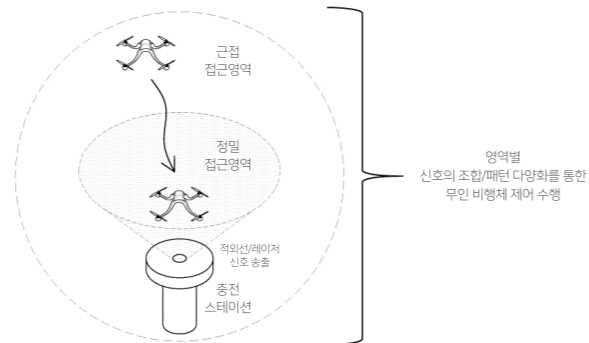 근접
접근영역
정밀
접근영역
적외선/레이저
신호 송출
충전
스테이션
영역별
신호의 조합/패턴 다양화를 통한
무인 비행체 제어 수행